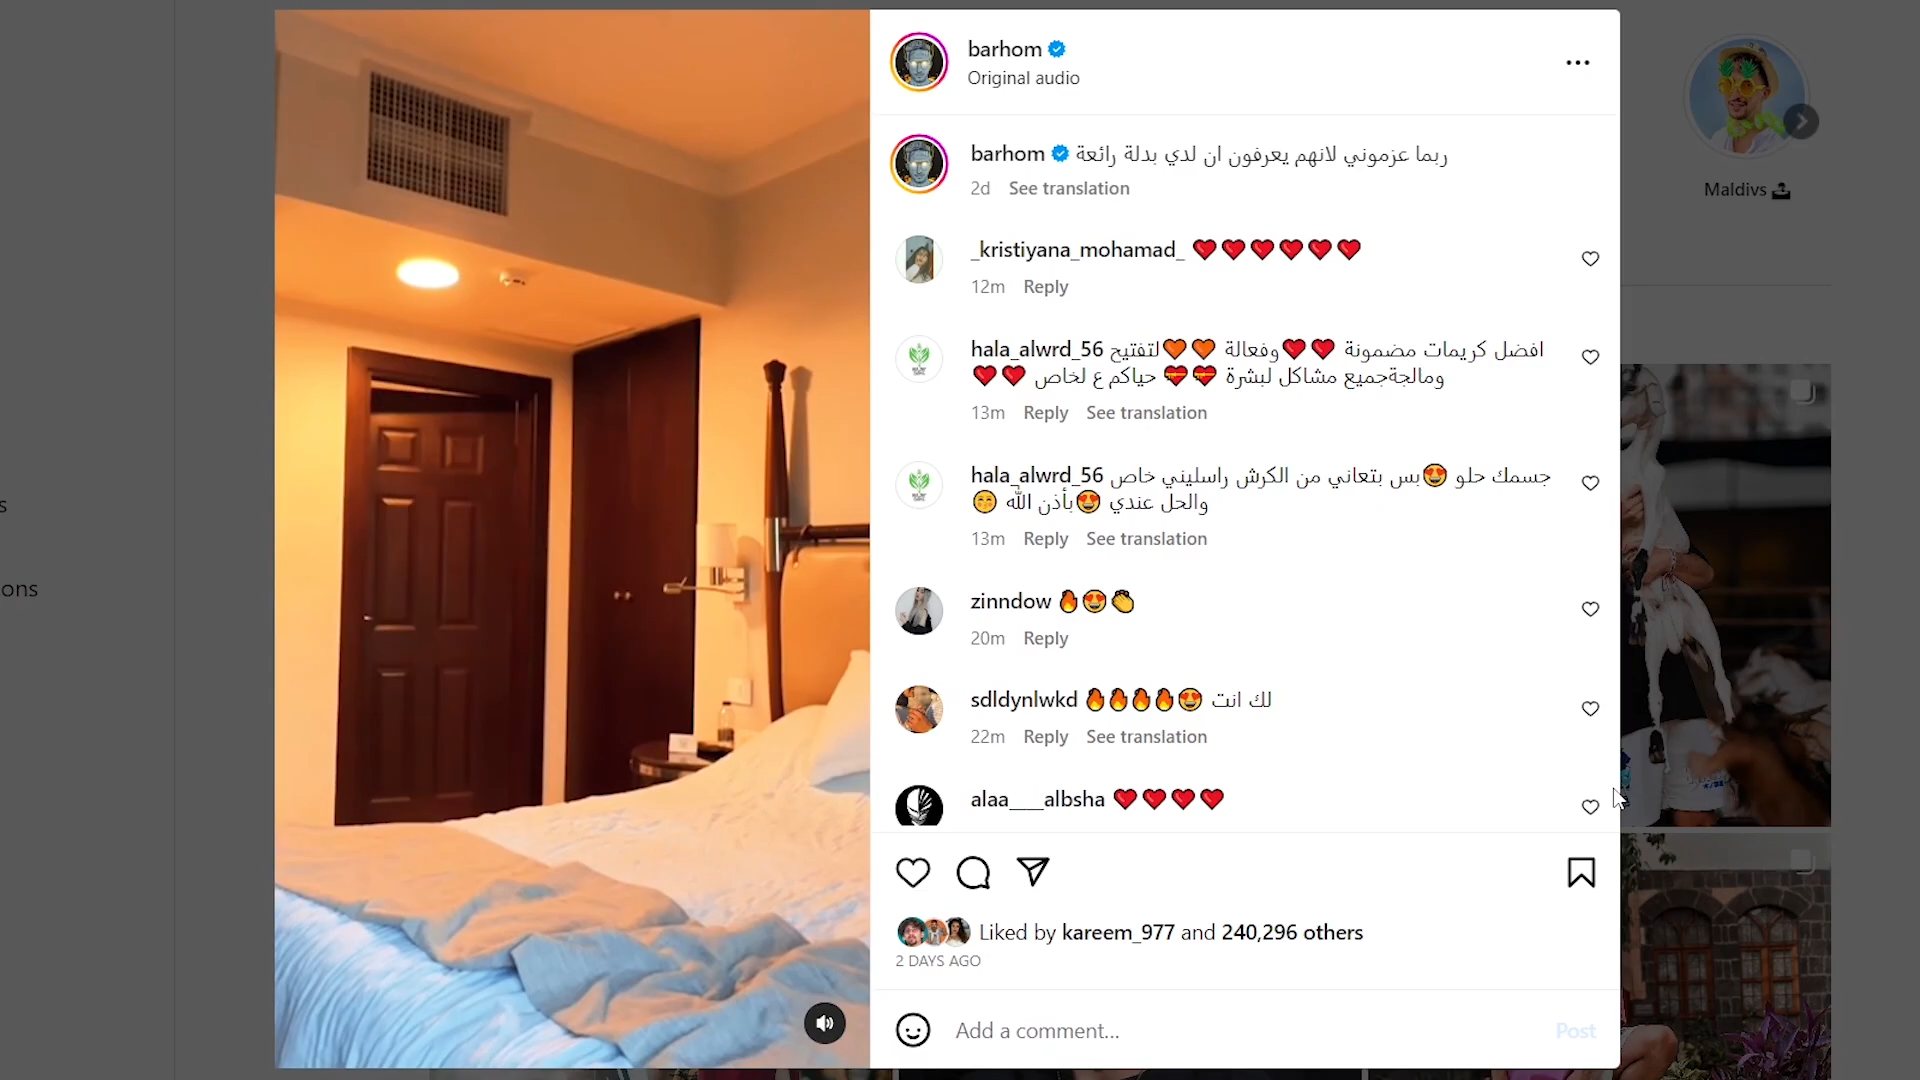 barhom
Original audio
barhom ربما عزموني لانهم يعرفون ان لدي بدلة رائعة
2d See translation
_kristiyana_mohamad_ ❤❤❤❤❤❤
12m Reply
hala_alwrd_56 افضل كريمات مضمونة ❤❤وفعالة 🧡🧡لتفتيح
ومالجةجميع مشاكل لبشرة 💝💝 حياكم ع لخاص ❤❤
13m Reply See translation
hala_alwrd_56 جسمك حلو 😍بس بتعاني من الكرش راسليني خاص
والحل عندي 😍بأذن الله 🤭
13m Reply See translation
zinndow 🔥😍👏
20m Reply
sdldynlwkd لك انت 😍🔥🔥🔥🔥
22m Reply See translation
alaa___albsha ❤❤❤❤
Liked by kareem_977 and 240,296 others
2 DAYS AGO
Add a comment...
Post
Maldivs
s
ons